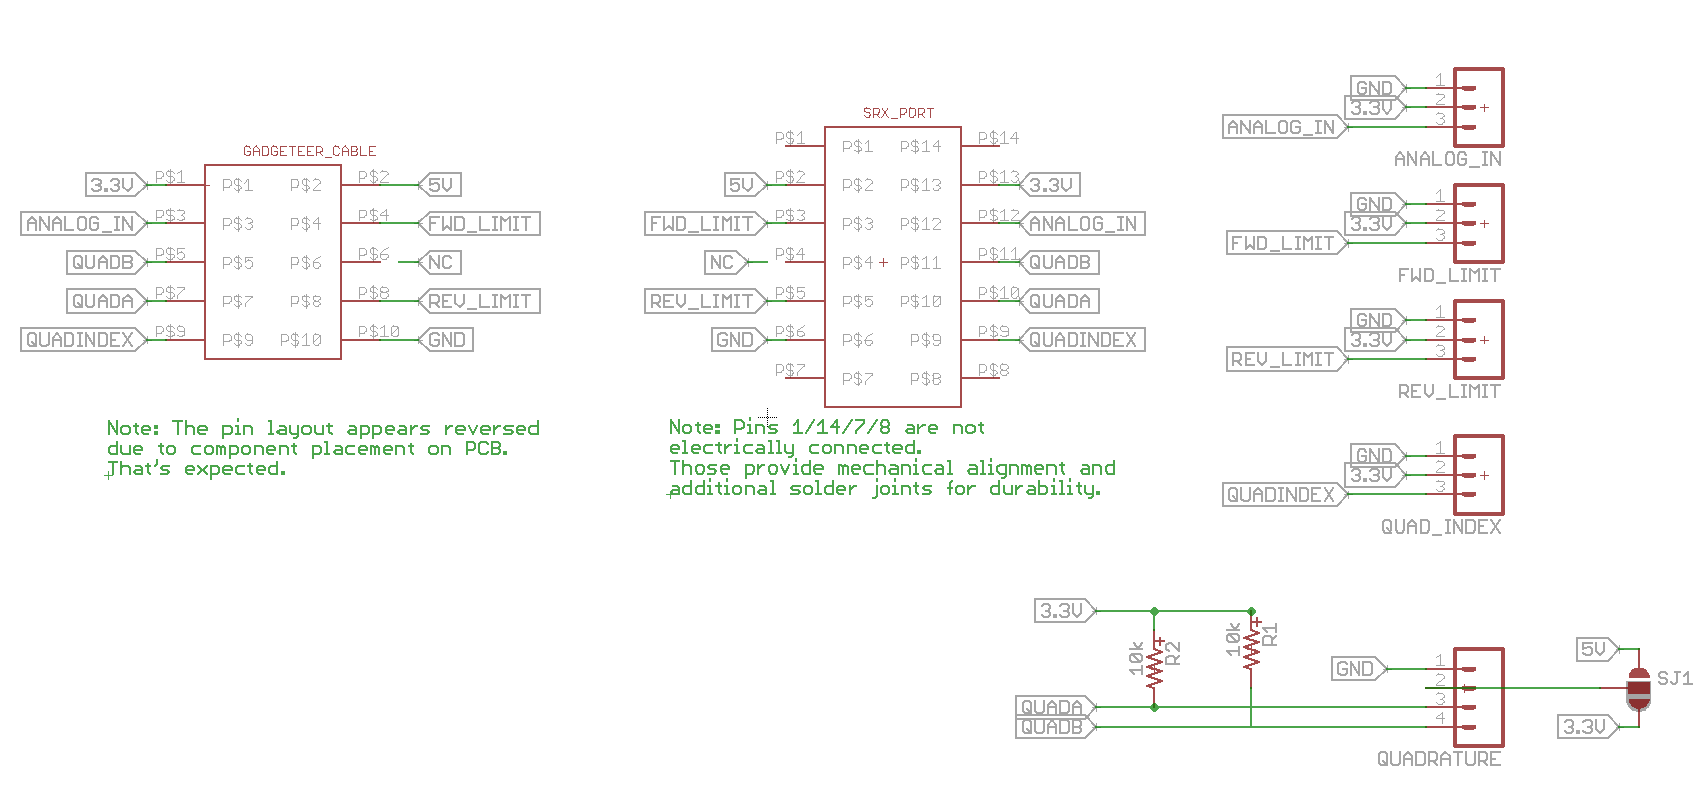 GADGETEER_CABLE
3.3V P$1 P$1 P$2 P$2 5V
ANALOG_IN P$3 P$3 P$4 P$4 FWD_LIMIT
QUADB P$5 P$5 P$6 P$6 NC
QUADA P$7 P$7 P$8 P$8 REV_LIMIT
QUADINDEX P$9 P$9 P$10 P$10 GND
Note: The pin layout appears reversed
due to component placement on PCB.
That's expected.
SRX_PORT
P$1 P$1 P$14 P$14
5V P$2 P$2 P$13 P$13 3.3V
FWD_LIMIT P$3 P$3 P$12 P$12 ANALOG_IN
NC P$4 P$4 P$11 P$11 QUADB
REV_LIMIT P$5 P$5 P$10 P$10 QUADA
GND P$6 P$6 P$9 P$9 QUADINDEX
P$7 P$7 P$8 P$8
Note: Pins 1/14/7/8 are not
electrically connected.
Those provide mechanical alignment and
additional solder joints for durability.
GND 1
3.3V 2
ANALOG_IN 3
ANALOG_IN
GND 1
3.3V 2
FWD_LIMIT 3
FWD_LIMIT
GND 1
3.3V 2
REV_LIMIT 3
REV_LIMIT
GND 1
3.3V 2
QUADINDEX 3
QUAD_INDEX
3.3V
10k R2
10k R1
GND 1
2
QUADA 3
QUADB 4
QUADRATURE
5V
SJ1
3.3V